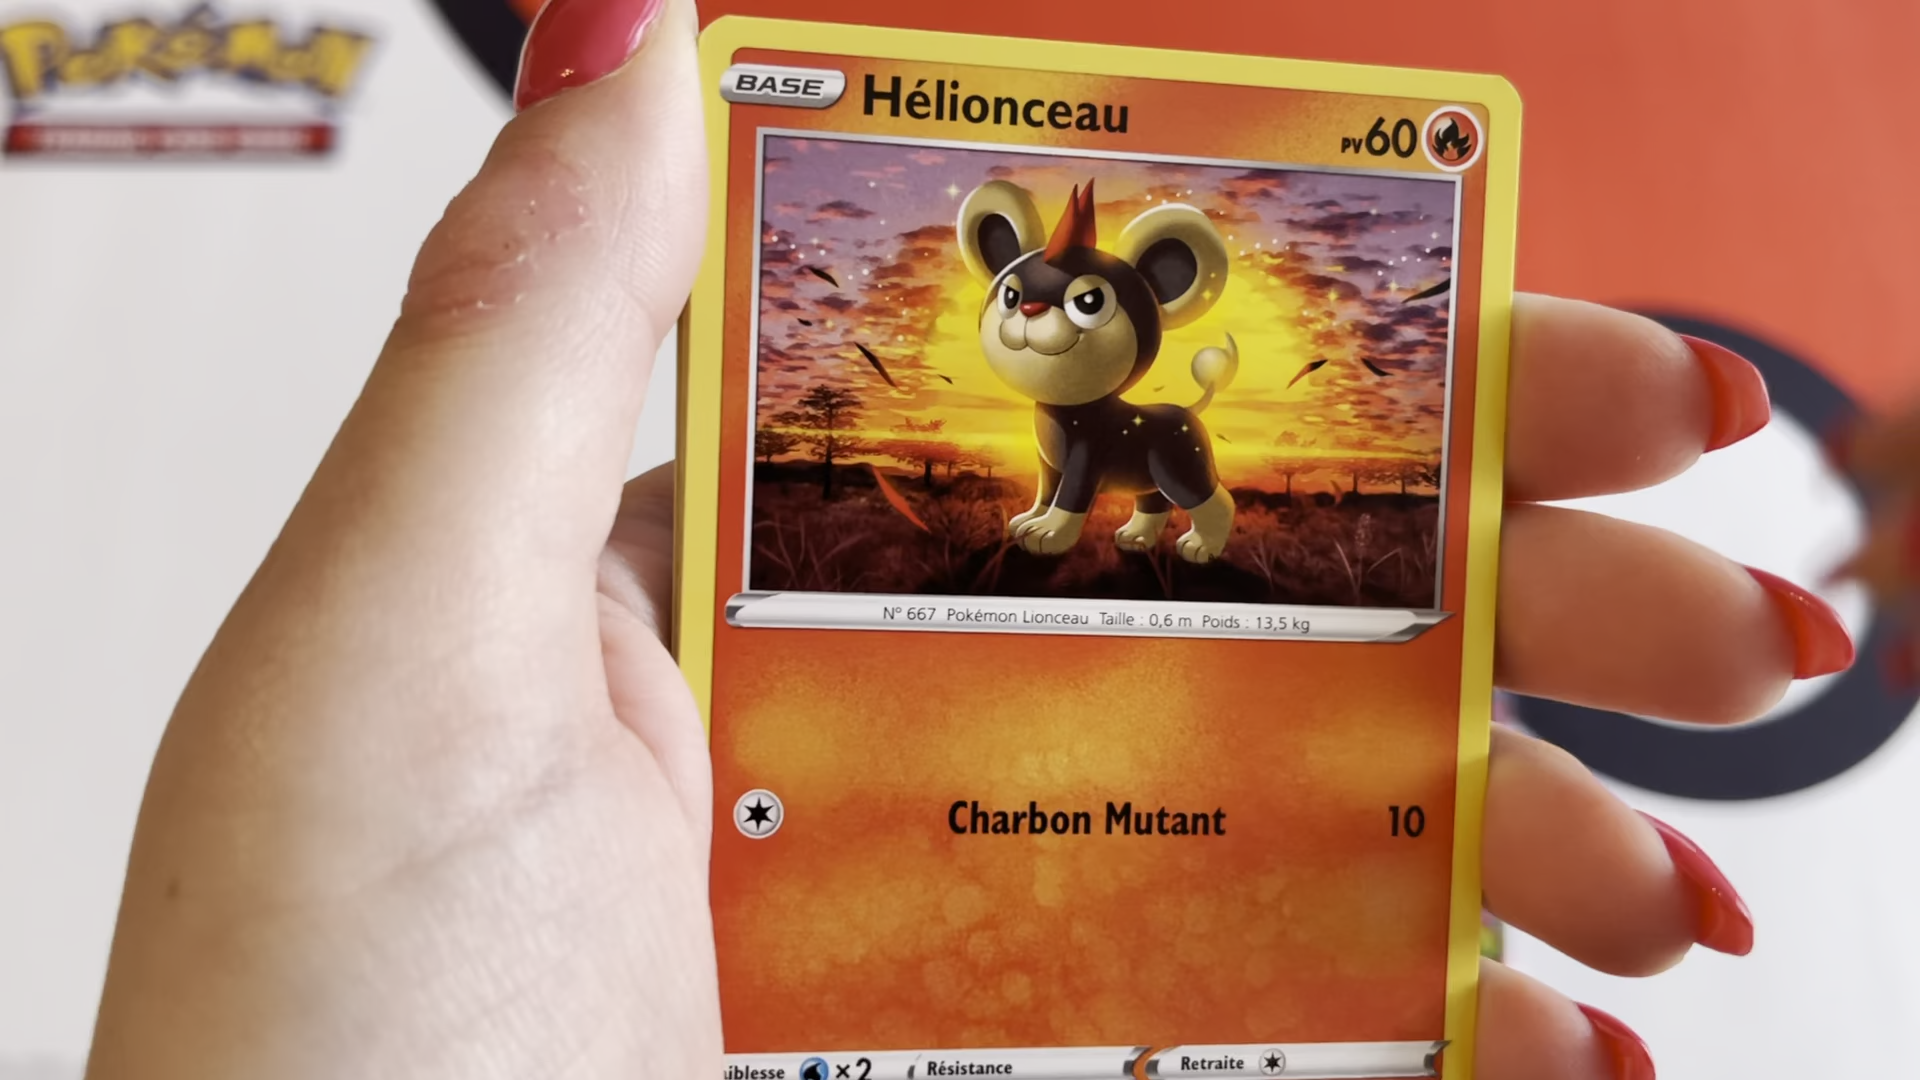 Pokémon
BASE Hélionceau PV60
N° 667 Pokémon Lionceau Taille : 0,6 m Poids : 13,5 kg
Charbon Mutant 10
iblesse ×2 Résistance Retraite